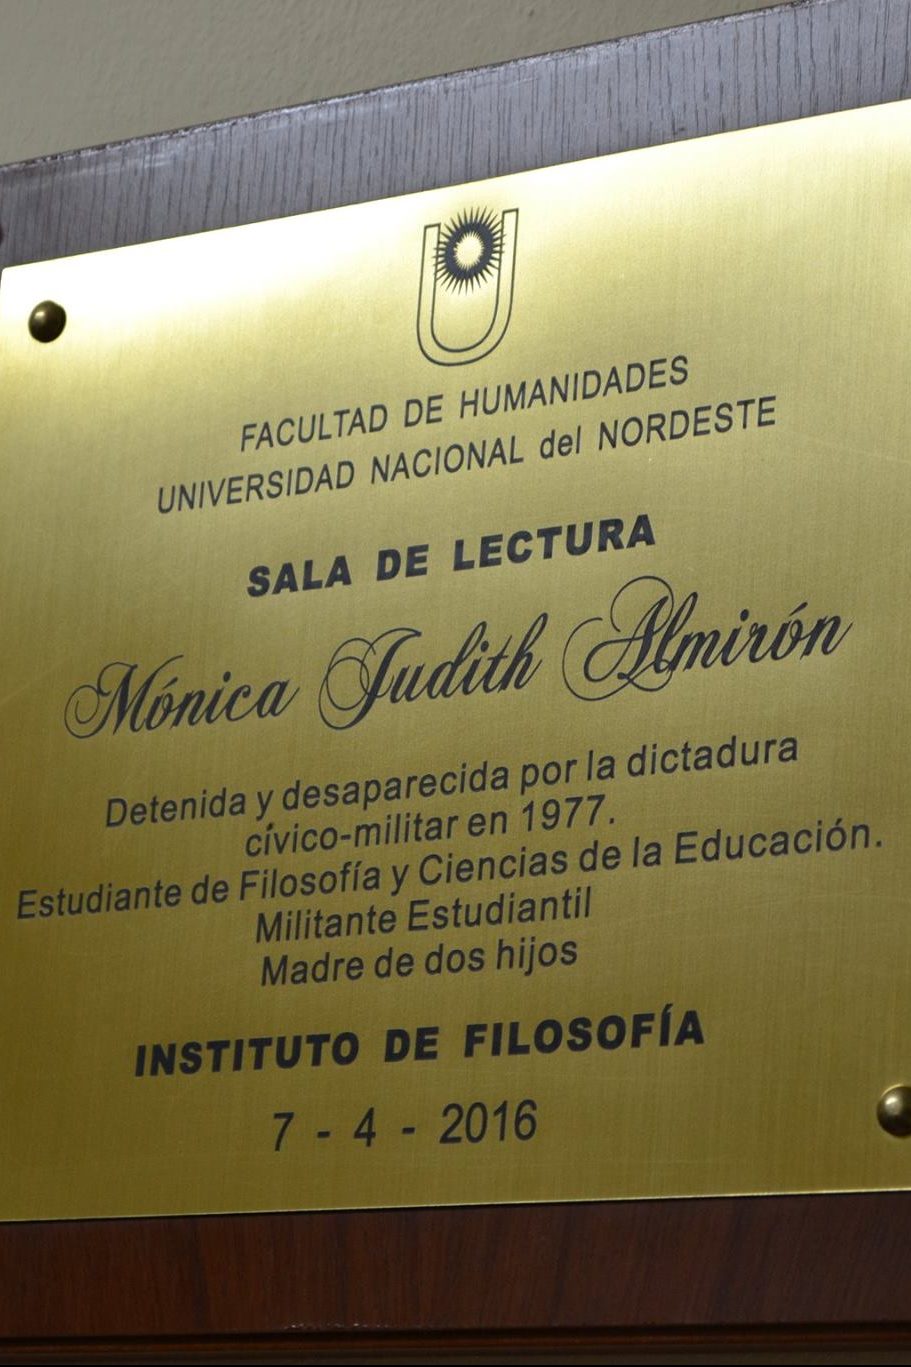 FACULTAD DE HUMANIDADES
UNIVERSIDAD NACIONAL del NORDESTE
SALA DE LECTURA
Mónica Judith Almirón
Detenida y desaparecida por la dictadura
cívico-militar en 1977.
Estudiante de Filosofía y Ciencias de la Educación.
Militante Estudiantil
Madre de dos hijos
INSTITUTO DE FILOSOFÍA
7 - 4 - 2016